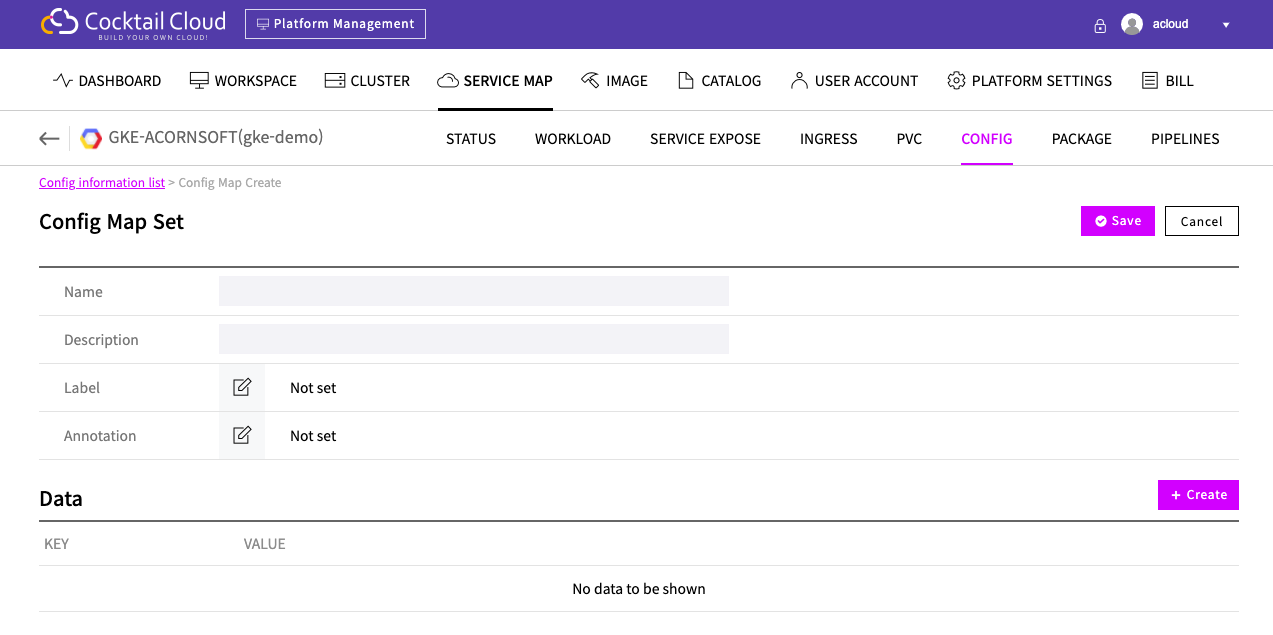 Cocktail Cloud
BUILD YOUR OWN CLOUD!
Platform Management
acloud
DASHBOARD WORKSPACE CLUSTER SERVICE MAP IMAGE CATALOG USER ACCOUNT PLATFORM SETTINGS BILL
GKE-ACORNSOFT(gke-demo) STATUS WORKLOAD SERVICE EXPOSE INGRESS PVC CONFIG PACKAGE PIPELINES
Config information list > Config Map Create
Config Map Set Save Cancel
Name
Description
Label Not set
Annotation Not set
Data + Create
KEY VALUE
No data to be shown